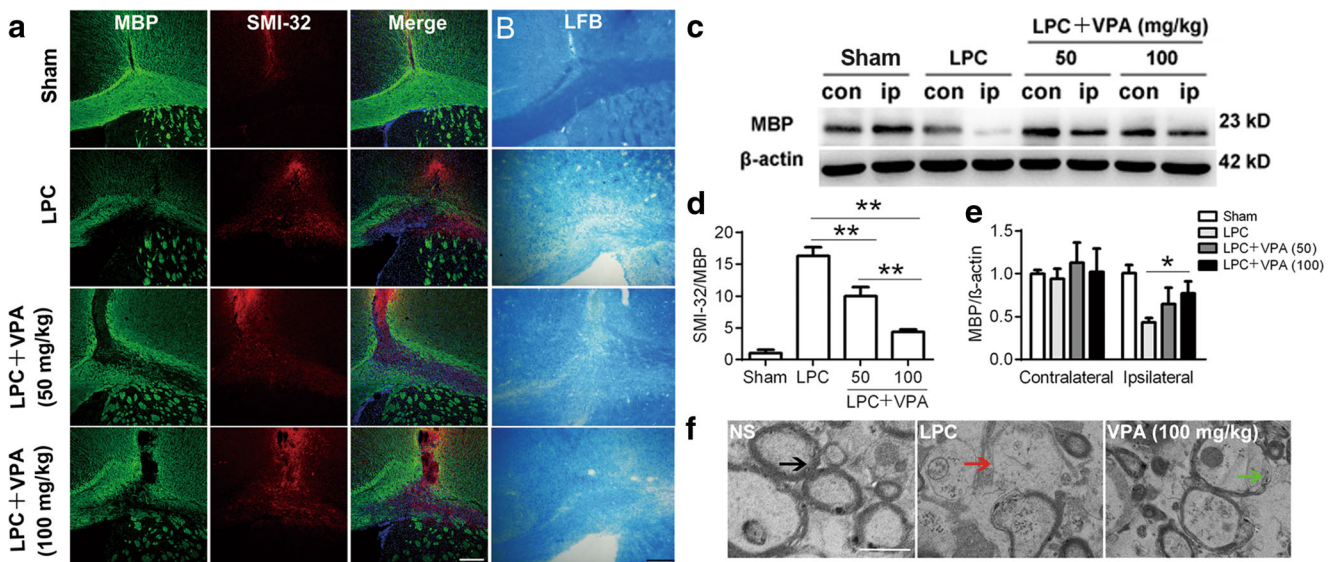 a
MBP
SMI-32
Merge
B
LFB
Sham
LPC
LPC+VPA
(50 mg/kg)
LPC+VPA
(100 mg/kg)
c
LPC+VPA (mg/kg)
Sham
LPC
50
100
con
ip
con
ip
con
ip
con
ip
MBP
23 kD
β-actin
42 kD
d
SMI-32/MBP
20
15
10
5
0
**
**
**
Sham
LPC
50
100
LPC+VPA
e
MBP/ß-actin
1.5
1.0
0.5
0.0
*
Sham
LPC
LPC+VPA (50)
LPC+VPA (100)
Contralateral
Ipsilateral
f
NS
LPC
VPA (100 mg/kg)